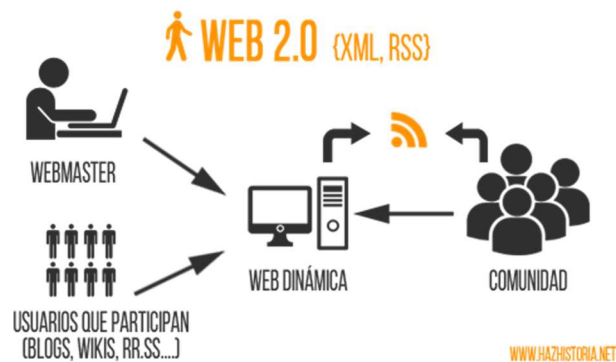 WEB 2.0 {XML, RSS}
WEBMASTER
WEB DINÁMICA
COMUNIDAD
USUARIOS QUE PARTICIPAN
(BLOGS, WIKIS, RR.SS....)
WWW.HAZHISTORIA.NET